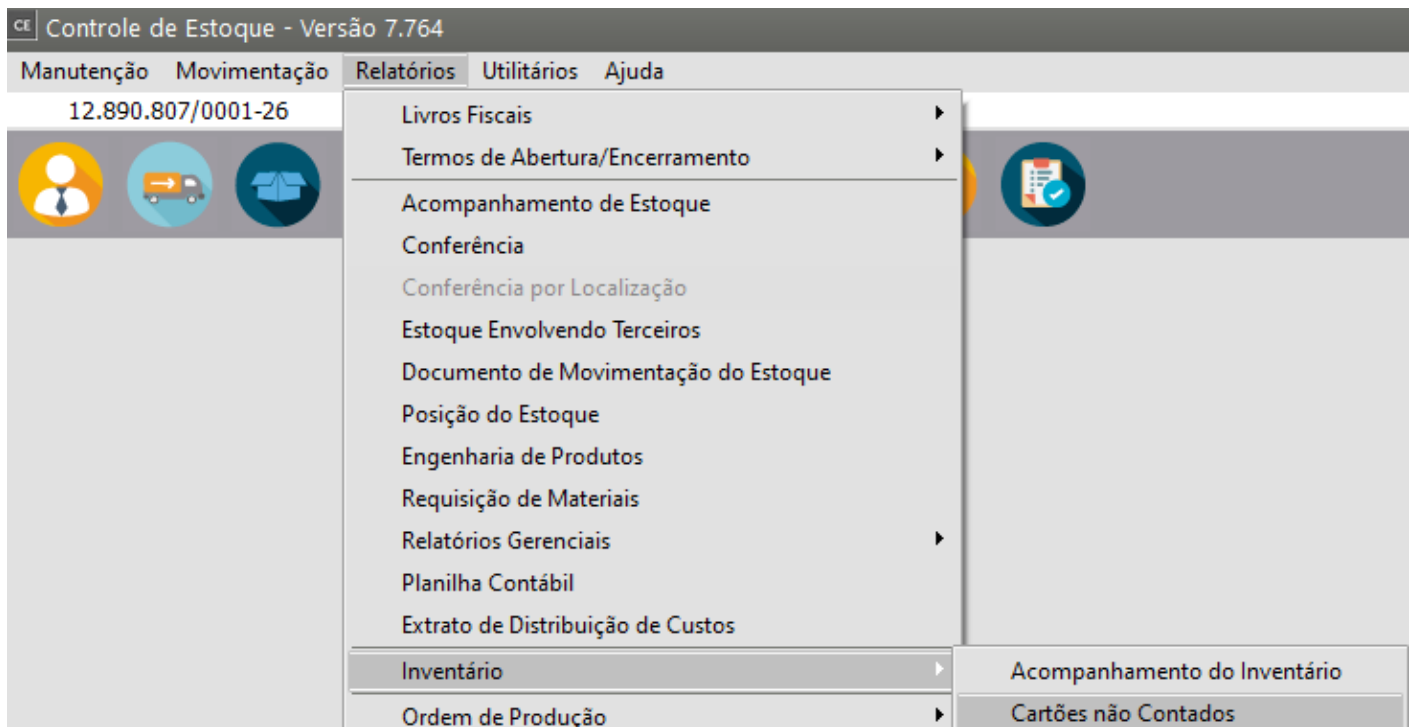 CE Controle de Estoque - Versão 7.764
Manutenção Movimentação Relatórios Utilitários Ajuda
12.890.807/0001-26
Livros Fiscais
Termos de Abertura/Encerramento
Acompanhamento de Estoque
Conferência
Conferência por Localização
Estoque Envolvendo Terceiros
Documento de Movimentação do Estoque
Posição do Estoque
Engenharia de Produtos
Requisição de Materiais
Relatórios Gerenciais
Planilha Contábil
Extrato de Distribuição de Custos
Inventário
Acompanhamento do Inventário
Ordem de Produção
Cartões não Contados